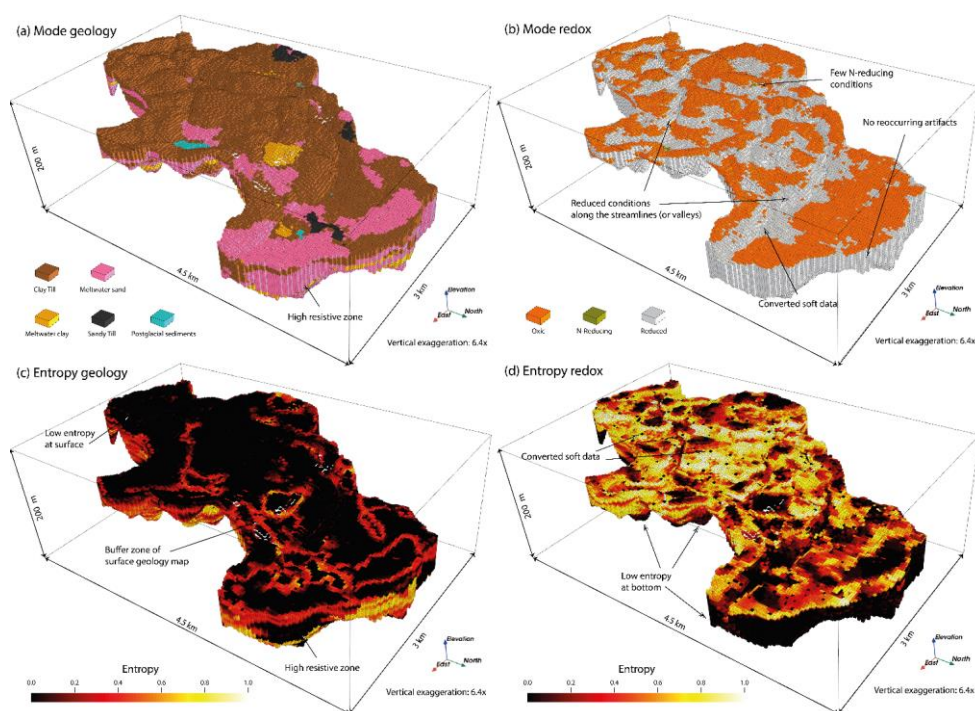 (a) Mode geology
200 m
4.5 km
3 km
High resistive zone
Clay Till
Meltwater sand
Meltwater clay
Sandy Till
Postglacial sediments
Elevation
East
North
Vertical exaggeration: 6.4x
(b) Mode redox
Few N-reducing
conditions
No reoccurring artifacts
Reduced conditions
along the streamlines (or valleys)
Converted soft data
200 m
4.5 km
3 km
Oxic
N Reducing
Reduced
Elevation
East
North
Vertical exaggeration: 6.4x
(c) Entropy geology
Low entropy
at surface
200 m
Buffer zone of
surface geology map
4.5 km
3 km
High resistive zone
Elevation
East
North
Entropy
0.0 0.2 0.4 0.6 0.8 1.0
Vertical exaggeration: 6.4x
(d) Entropy redox
Converted soft data
200 m
Low entropy
at bottom
4.5 km
3 km
Elevation
East
North
Entropy
0.0 0.2 0.4 0.6 0.8 1.0
Vertical exaggeration: 6.4x